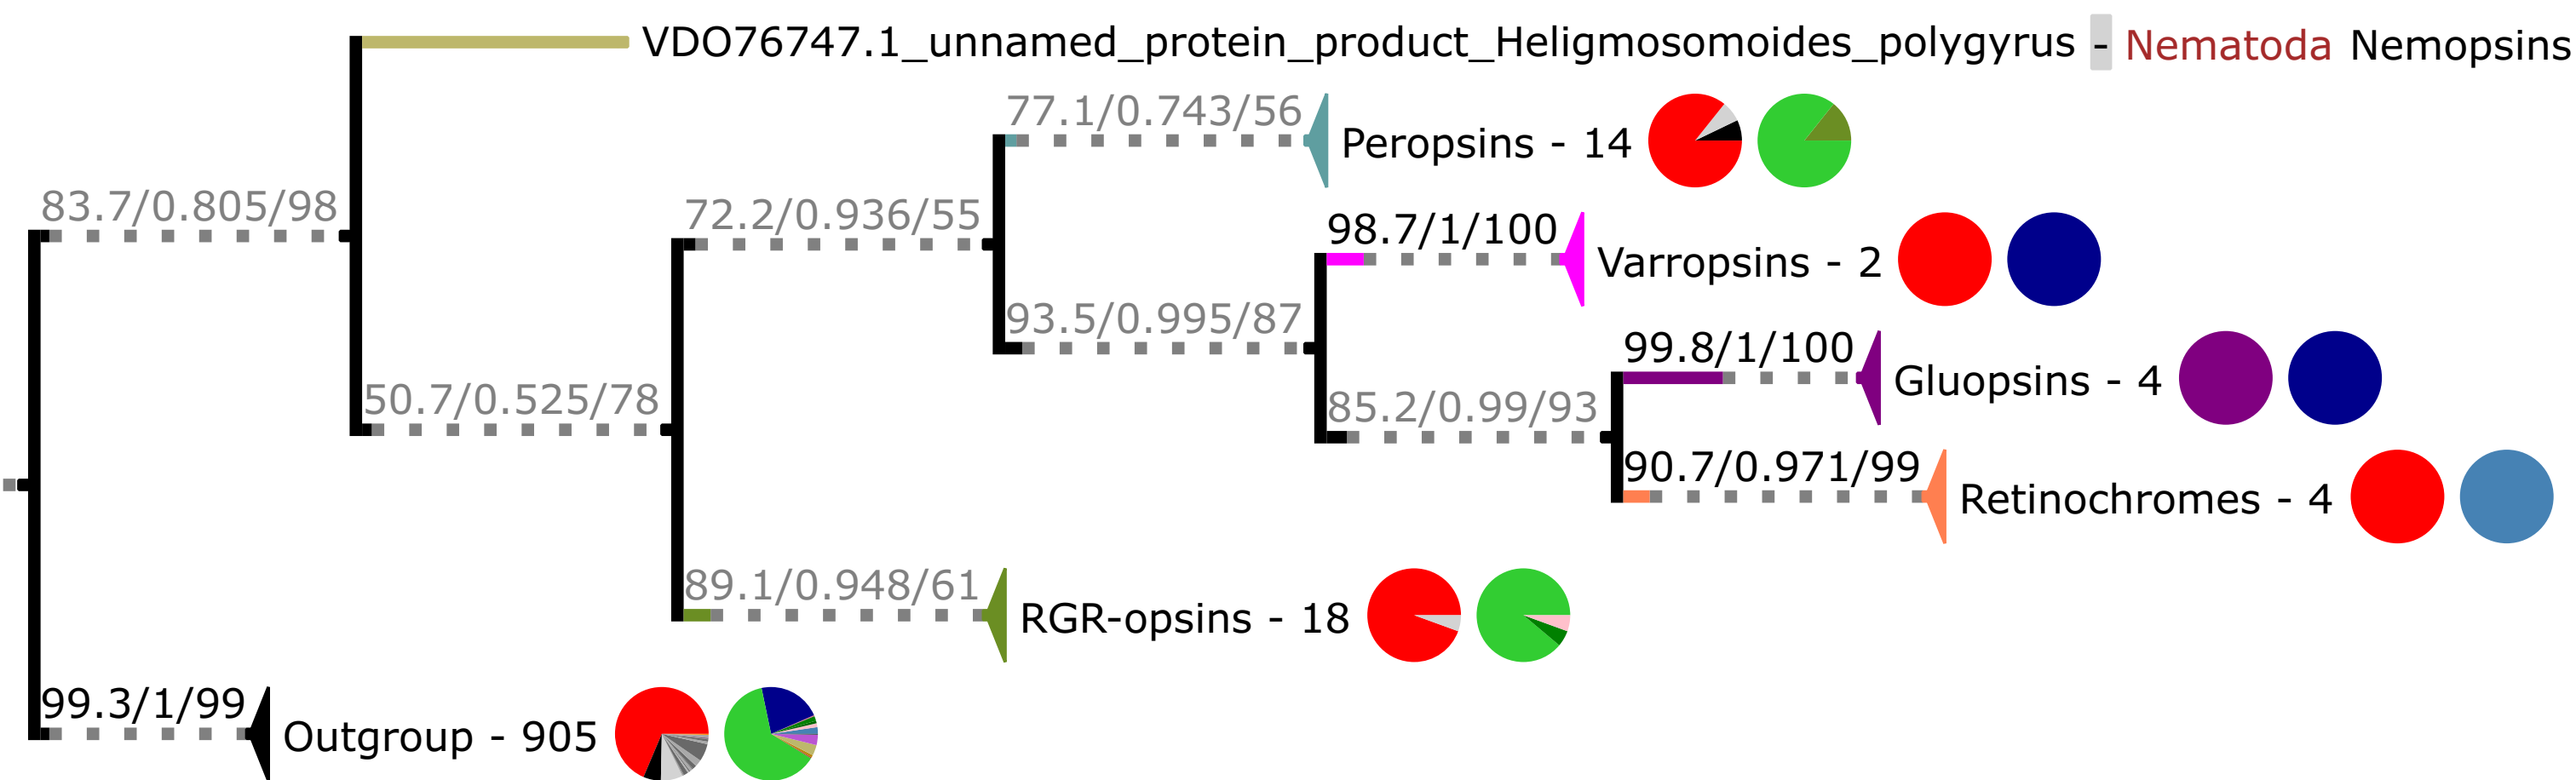 VDO76747.1_unnamed_protein_product_Heligmosomoides_polygyrus - Nematoda Nemopsins
77.1/0.743/56
Peropsins - 14
83.7/0.805/98
72.2/0.936/55
98.7/1/100
Varropsins - 2
93.5/0.995/87
99.8/1/100
Gluopsins - 4
50.7/0.525/78
85.2/0.99/93
90.7/0.971/99
Retinochromes - 4
89.1/0.948/61
RGR-opsins - 18
99.3/1/99
Outgroup - 905